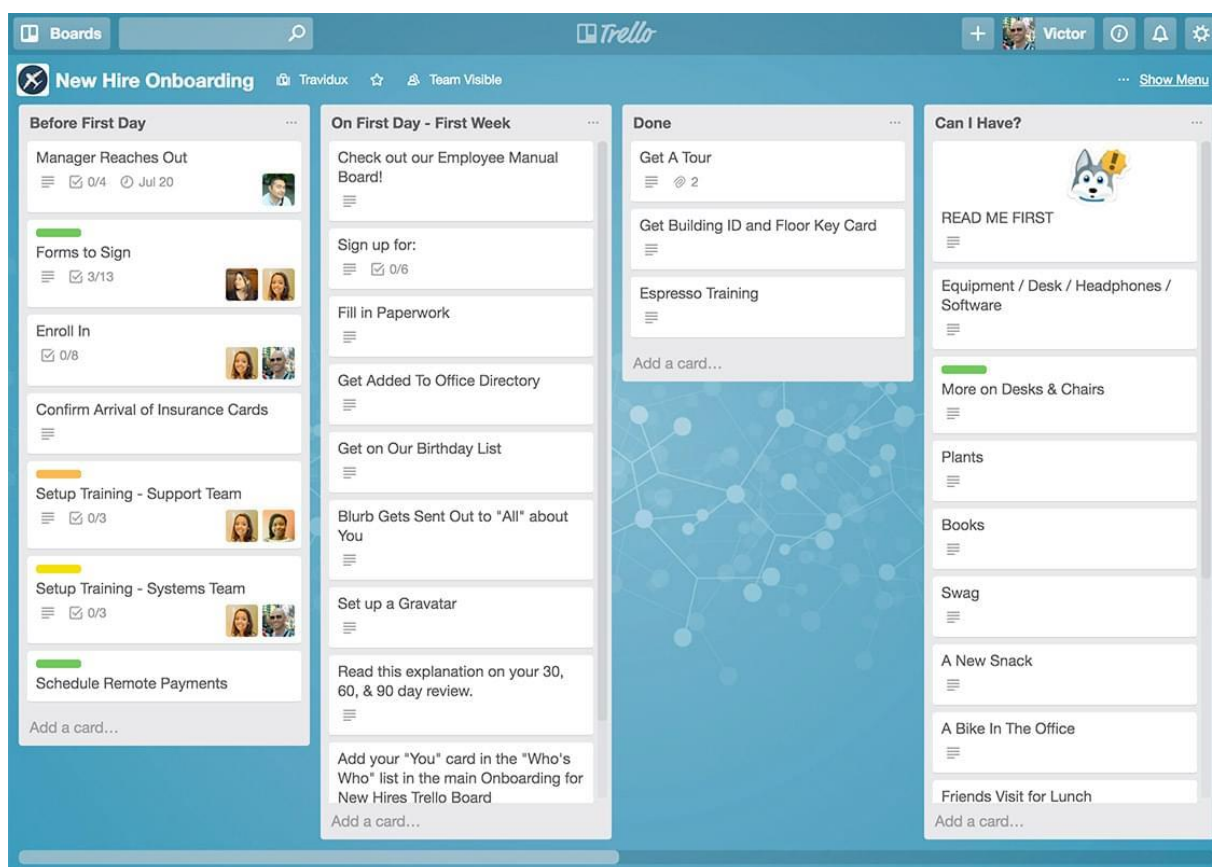 Boards
Trello
Victor
New Hire Onboarding
Travidux
Team Visible
... Show Menu
Before First Day
...
Manager Reaches Out
0/4
Jul 20
Forms to Sign
3/13
Enroll In
0/8
Confirm Arrival of Insurance Cards
Setup Training - Support Team
0/3
Setup Training - Systems Team
0/3
Schedule Remote Payments
Add a card...
On First Day - First Week
...
Check out our Employee Manual
Board!
Sign up for:
0/6
Fill in Paperwork
Get Added To Office Directory
Get on Our Birthday List
Blurb Gets Sent Out to "All" about
You
Set up a Gravatar
Read this explanation on your 30,
60, & 90 day review.
Add your "You" card in the "Who's
Who" list in the main Onboarding for
New Hires Trello Board
Add a card...
Done
...
Get A Tour
2
Get Building ID and Floor Key Card
Espresso Training
Add a card...
Can I Have?
...
READ ME FIRST
Equipment / Desk / Headphones /
Software
More on Desks & Chairs
Plants
Books
Swag
A New Snack
A Bike In The Office
Friends Visit for Lunch
Add a card...